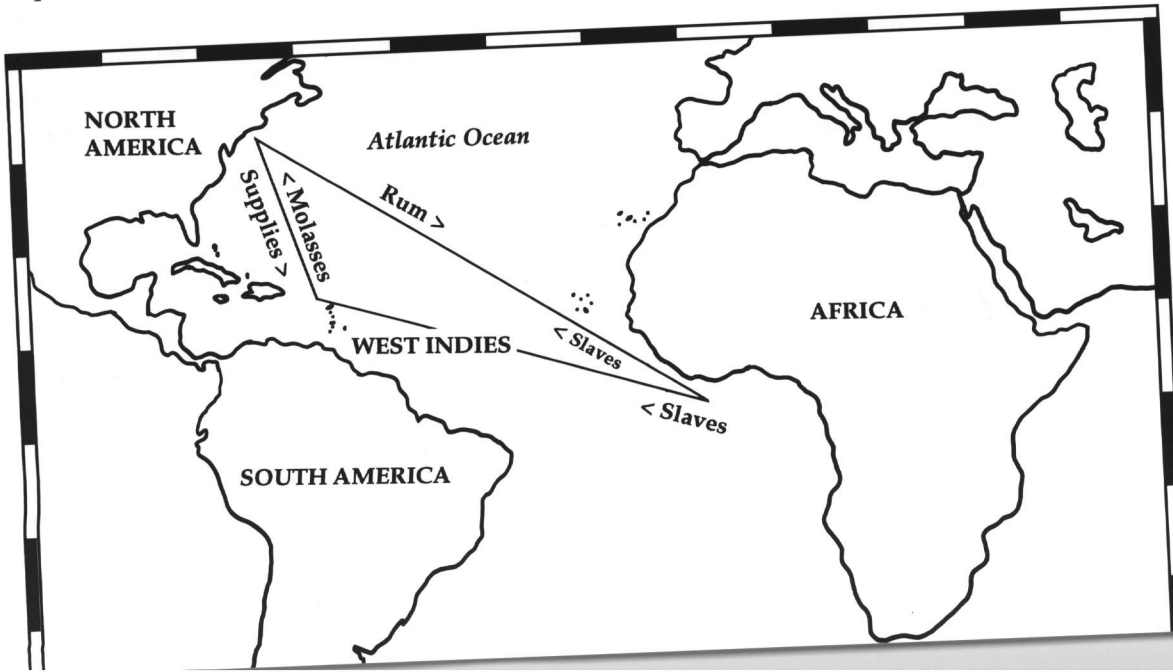 NORTH
AMERICA
Atlantic Ocean
Supplies >
< Molasses
Rum >
AFRICA
WEST INDIES
< Slaves
< Slaves
SOUTH AMERICA